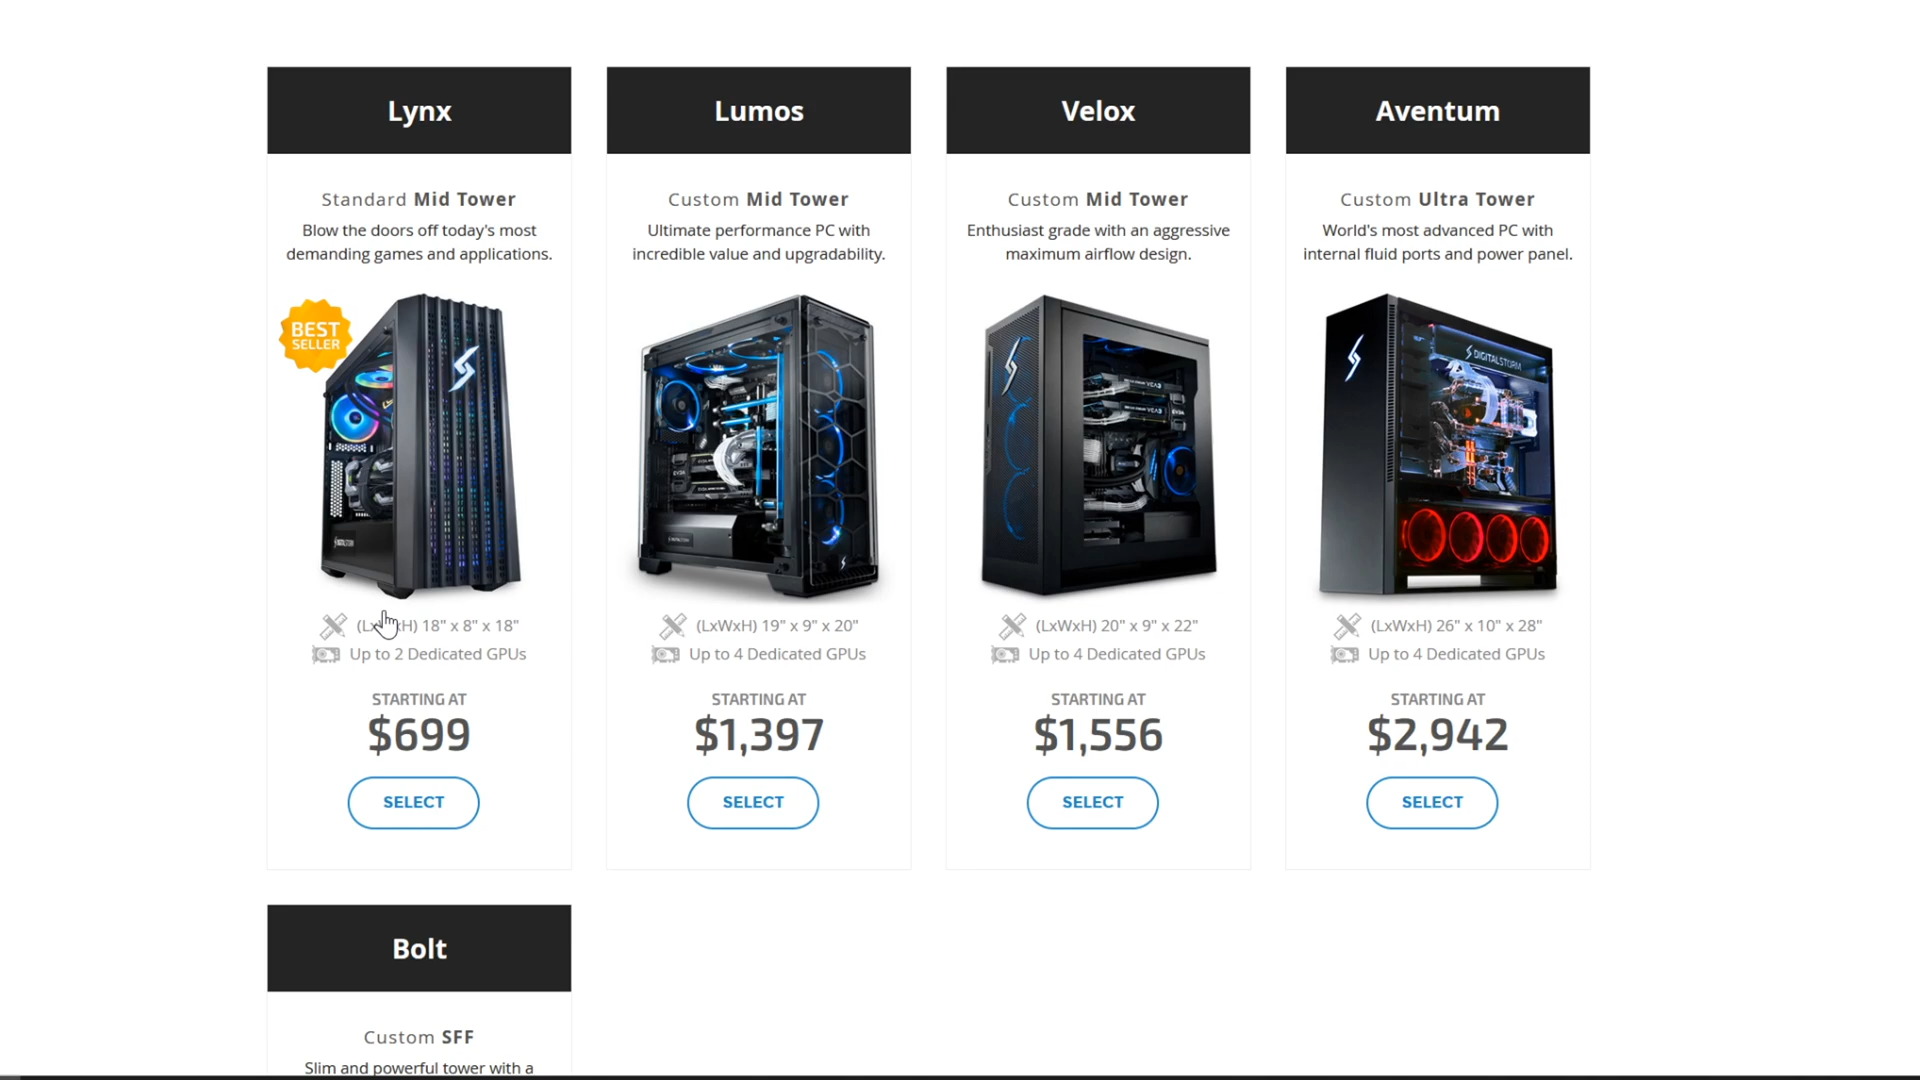 Lynx
Standard Mid Tower
Blow the doors off today's most
demanding games and applications.
BEST
SELLER
(LxWxH) 18" x 8" x 18"
Up to 2 Dedicated GPUs
STARTING AT
$699
SELECT
Lumos
Custom Mid Tower
Ultimate performance PC with
incredible value and upgradability.
(LxWxH) 19" x 9" x 20"
Up to 4 Dedicated GPUs
STARTING AT
$1,397
SELECT
Velox
Custom Mid Tower
Enthusiast grade with an aggressive
maximum airflow design.
(LxWxH) 20" x 9" x 22"
Up to 4 Dedicated GPUs
STARTING AT
$1,556
SELECT
Aventum
Custom Ultra Tower
World's most advanced PC with
internal fluid ports and power panel.
DIGITALSTORM
(LxWxH) 26" x 10" x 28"
Up to 4 Dedicated GPUs
STARTING AT
$2,942
SELECT
Bolt
Custom SFF
Slim and powerful tower with a